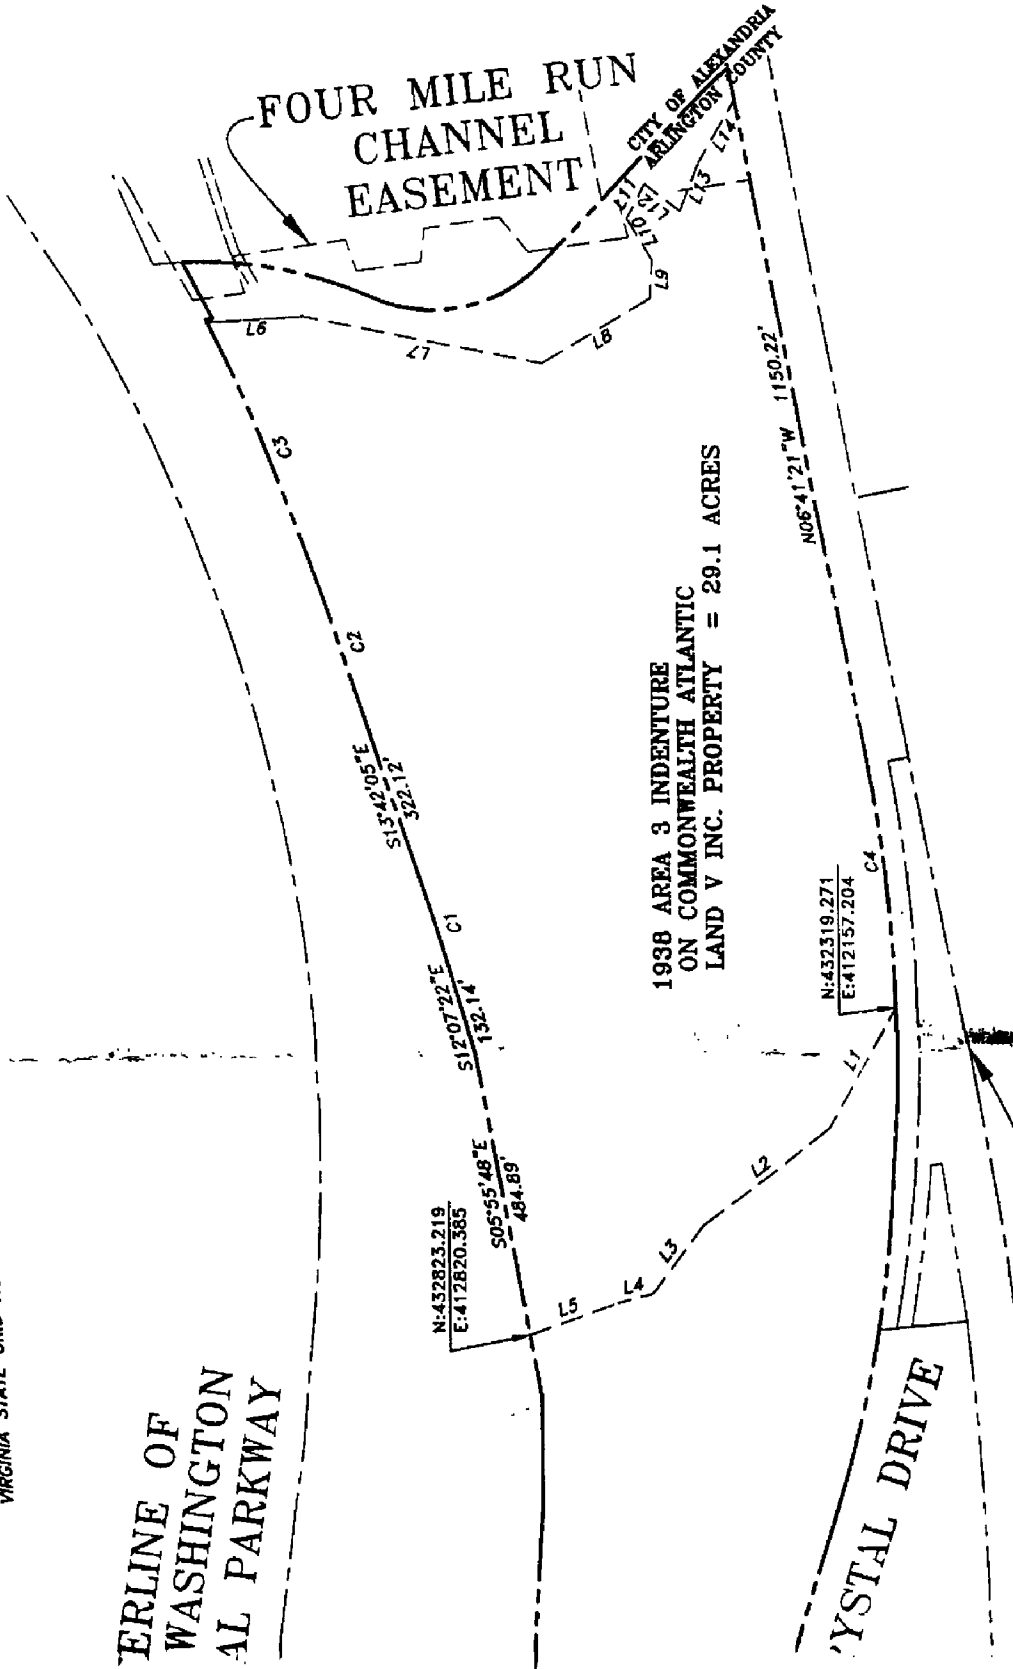 FOUR MILE RUN
CHANNEL
EASEMENT
CITY OF ALEXANDRIA
ARLINGTON COUNTY
L6
L7
L8
L9
L10
L11
L12
L13
L14
C3
C2
S13°42'05"E
322.12'
C1
S12°07'22"E
132.14'
S05°55'48"E
484.89'
N06°41'21"W 1150.22'
1938 AREA 3 INDENTURE
ON COMMONWEALTH ATLANTIC
LAND V INC. PROPERTY = 29.1 ACRES
N:432319.271
E:412157.204
C4
L1
L2
L3
L4
L5
N:432823.219
E:412820.385
VIRGINIA STATE
ERLINE OF
WASHINGTON
AL PARKWAY
YSTAL DRIVE